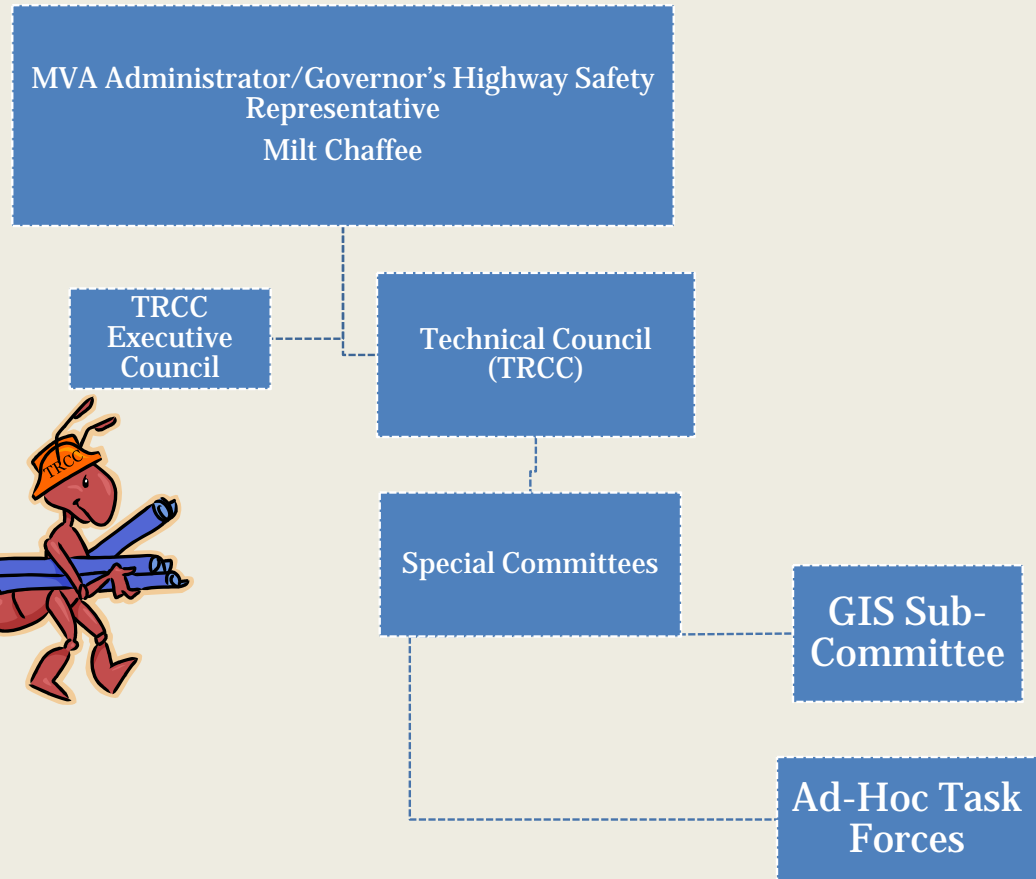 MVA Administrator/Governor’s Highway Safety
Representative
Milt Chaffee
TRCC
Executive
Council
Technical Council
(TRCC)
TRCC
Special Committees
GIS Sub-
Committee
Ad-Hoc Task
Forces